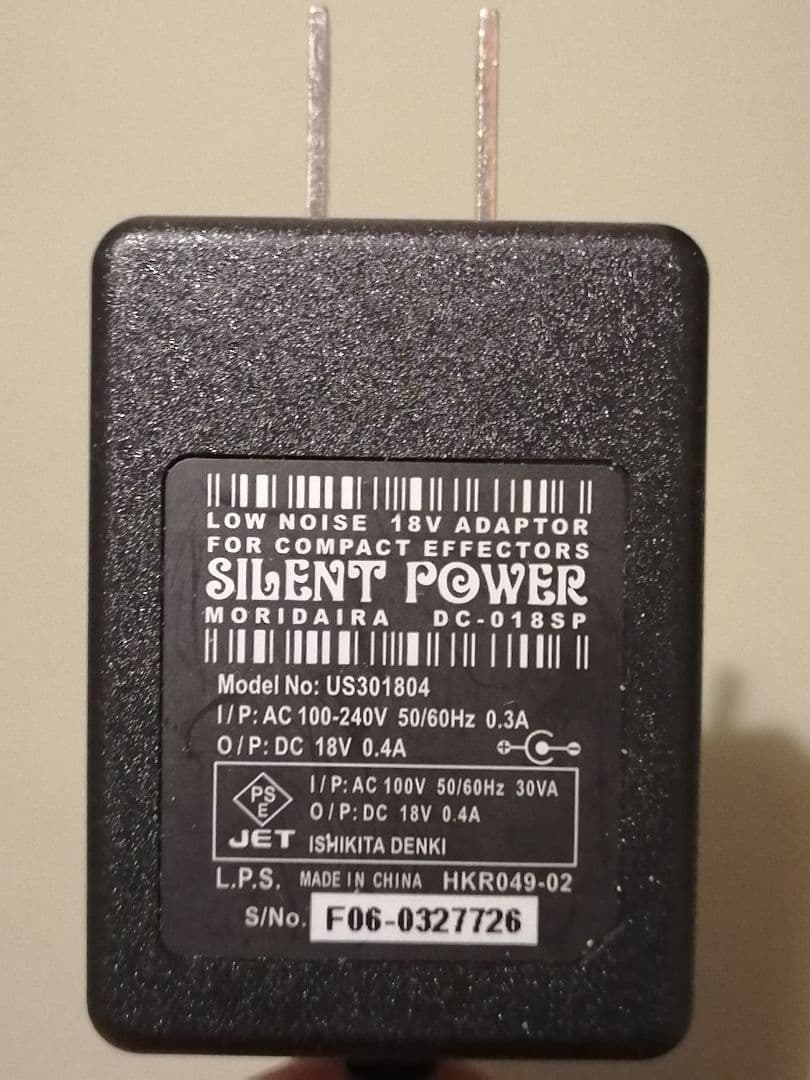 LOW NOISE 18V ADAPTOR
FOR COMPACT EFFECTORS
SILENT POWER
MORIDAIRA DC-018SP
Model No: US301804
I/P: AC 100-240V 50/60Hz 0.3A
O/P: DC 18V 0.4A
PS
E
I/P: AC 100V 50/60Hz 30VA
O/P: DC 18V 0.4A
JET ISHIKITA DENKI
L.P.S. MADE IN CHINA HKR049-02
S/No. F06-0327726